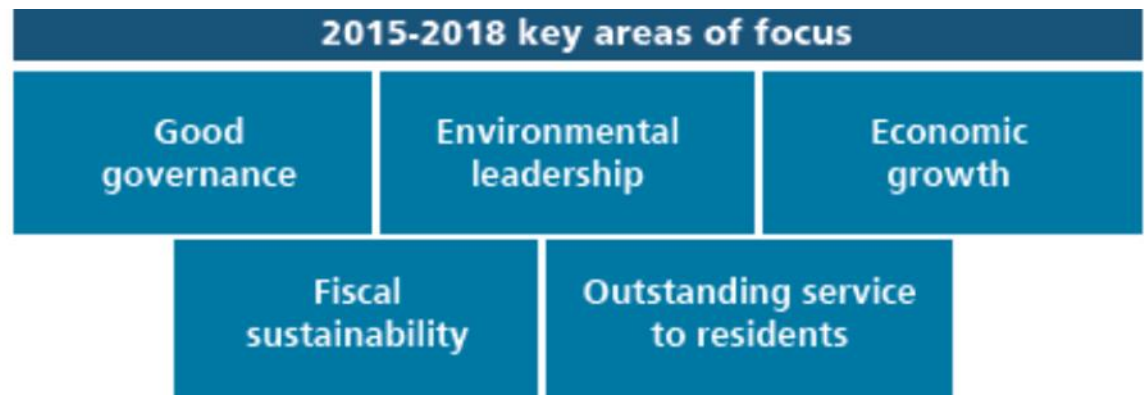 2015-2018 key areas of focus
Good
governance
Environmental
leadership
Economic
growth
Fiscal
sustainability
Outstanding service
to residents